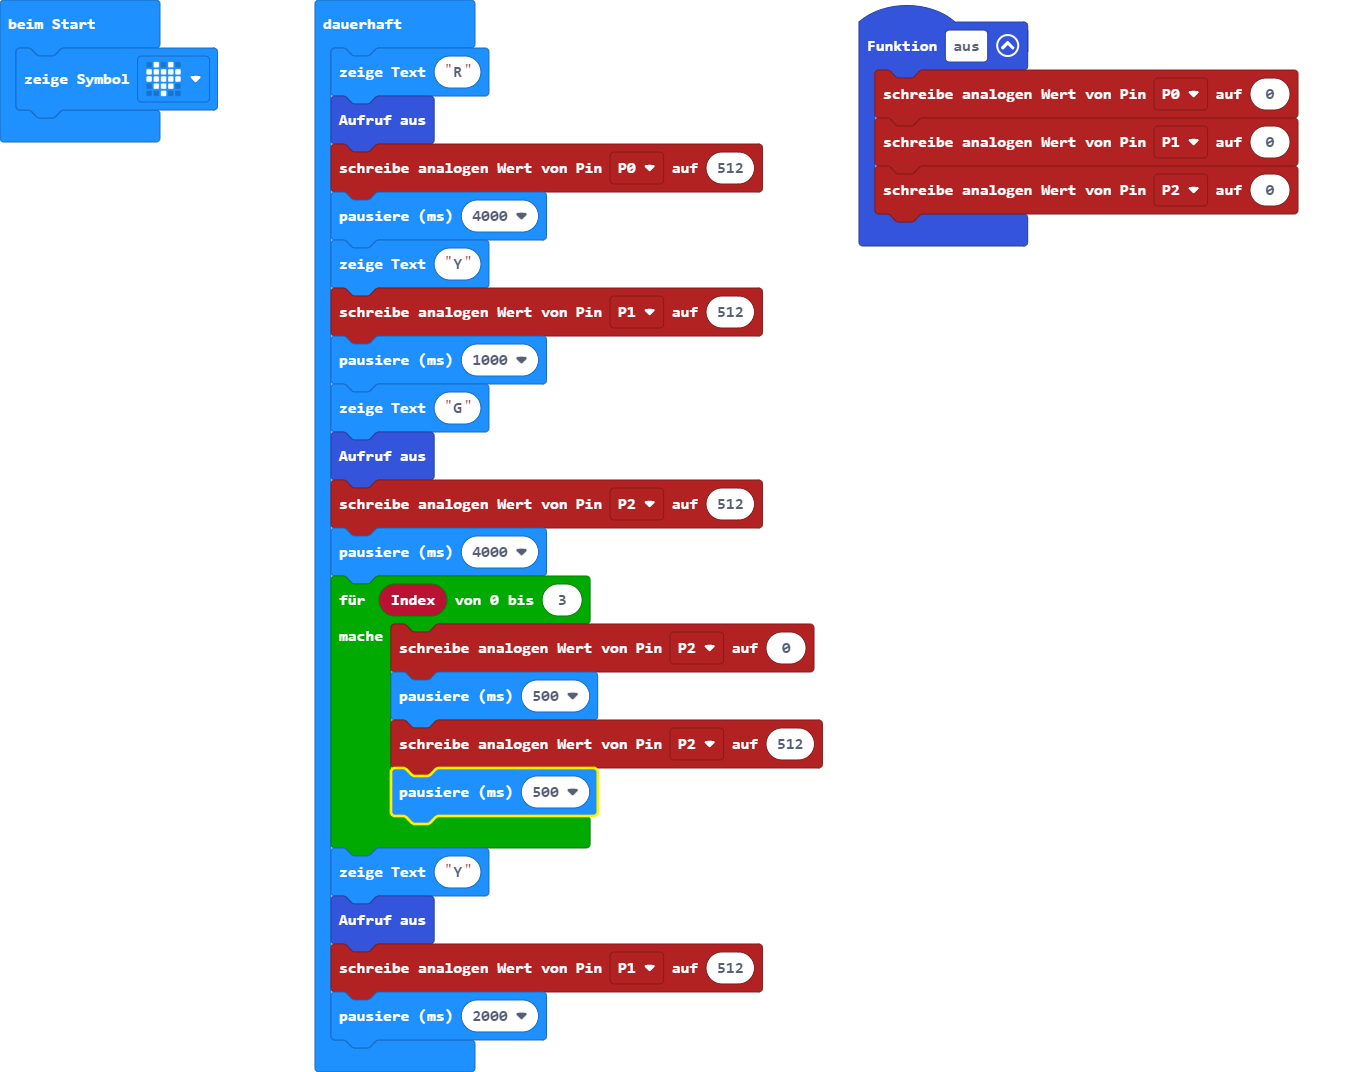 beim Start
zeige Symbol
dauerhaft
zeige Text "R"
Aufruf aus
schreibe analogen Wert von Pin P0 auf 512
pausiere (ms) 4000
zeige Text "Y"
schreibe analogen Wert von Pin P1 auf 512
pausiere (ms) 1000
zeige Text "G"
Aufruf aus
schreibe analogen Wert von Pin P2 auf 512
pausiere (ms) 4000
für Index von 0 bis 3
mache
schreibe analogen Wert von Pin P2 auf 0
pausiere (ms) 500
schreibe analogen Wert von Pin P2 auf 512
pausiere (ms) 500
zeige Text "Y"
Aufruf aus
schreibe analogen Wert von Pin P1 auf 512
pausiere (ms) 2000
Funktion aus
schreibe analogen Wert von Pin P0 auf 0
schreibe analogen Wert von Pin P1 auf 0
schreibe analogen Wert von Pin P2 auf 0